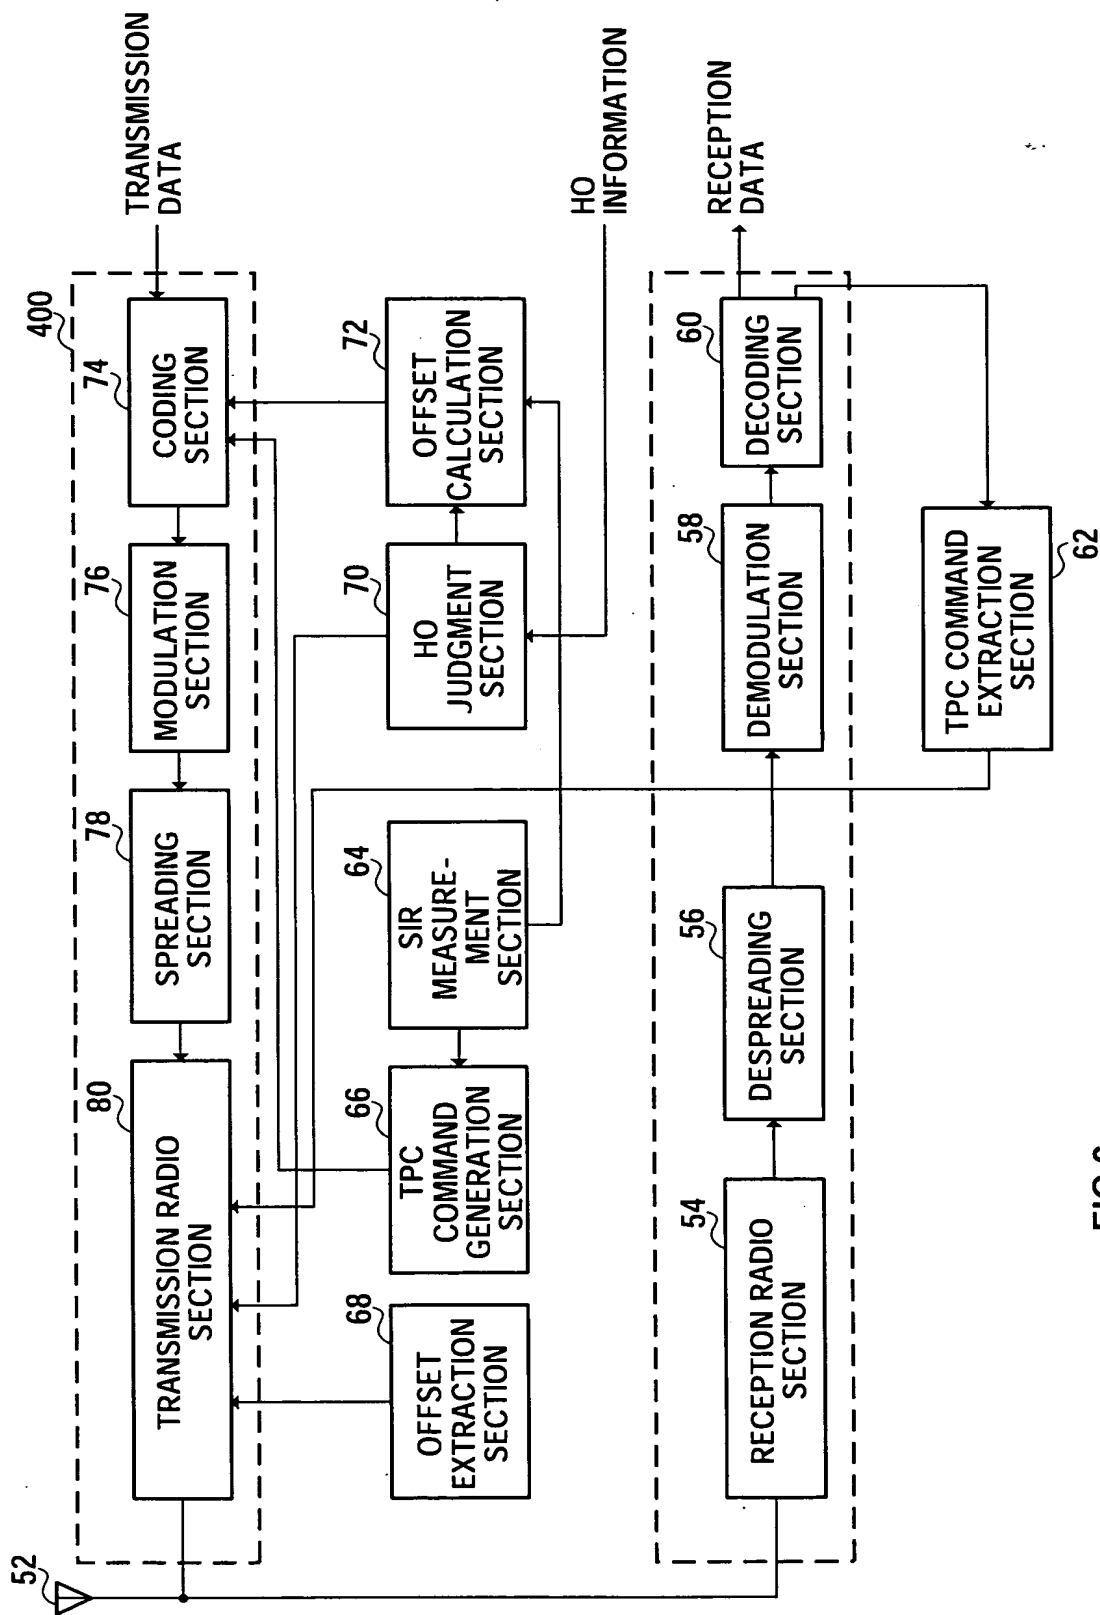 52
80
TRANSMISSION RADIO
SECTION
78
SPREADING
SECTION
76
MODULATION
SECTION
74
CODING
SECTION
400
TRANSMISSION
DATA
68
OFFSET
EXTRACTION
SECTION
66
TPC
COMMAND
GENERATION
SECTION
64
SIR
MEASURE-
MENT
SECTION
70
HO
JUDGMENT
SECTION
72
OFFSET
CALCULATION
SECTION
HO
INFORMATION
54
RECEPTION RADIO
SECTION
56
DESPREADING
SECTION
58
DEMODULATION
SECTION
60
DECODING
SECTION
RECEPTION
DATA
TPC COMMAND
EXTRACTION
SECTION
62